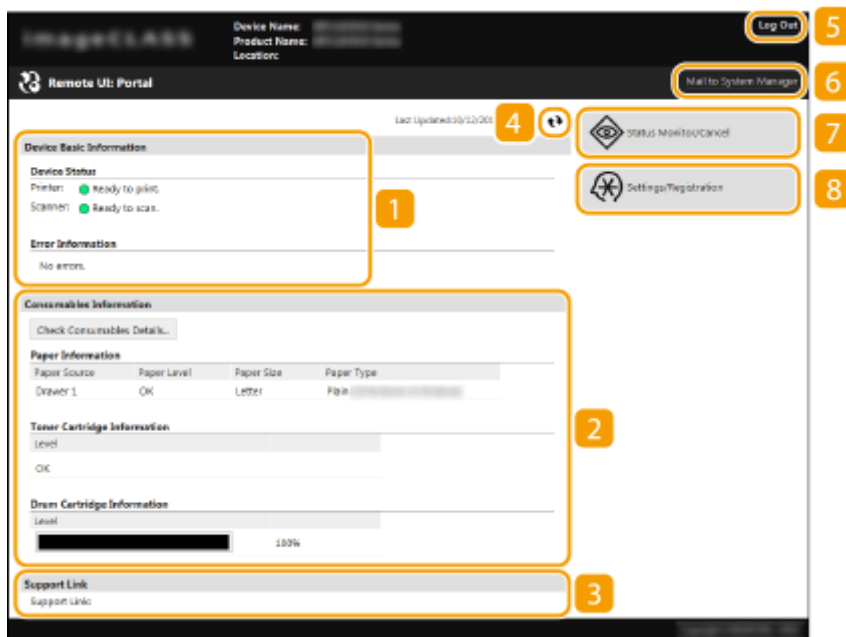 Device Name:
Product Name:
Location:
Log Out
5
Remote UI: Portal
Mail to System Manager
6
Last Updated:10/12/201
4
Status Monitor/Cancel
7
Device Basic Information
Device Status
Printer: Ready to print.
Scanner: Ready to scan.
1
Settings/Registration
8
Error Information
No errors.
Consumables Information
Check Consumables Details...
Paper Information
Paper Source Paper Level Paper Size Paper Type
Drawer 1 OK Letter Plain
2
Toner Cartridge Information
Level
OK
Drum Cartridge Information
Level
100%
Support Link
Support Link:
3